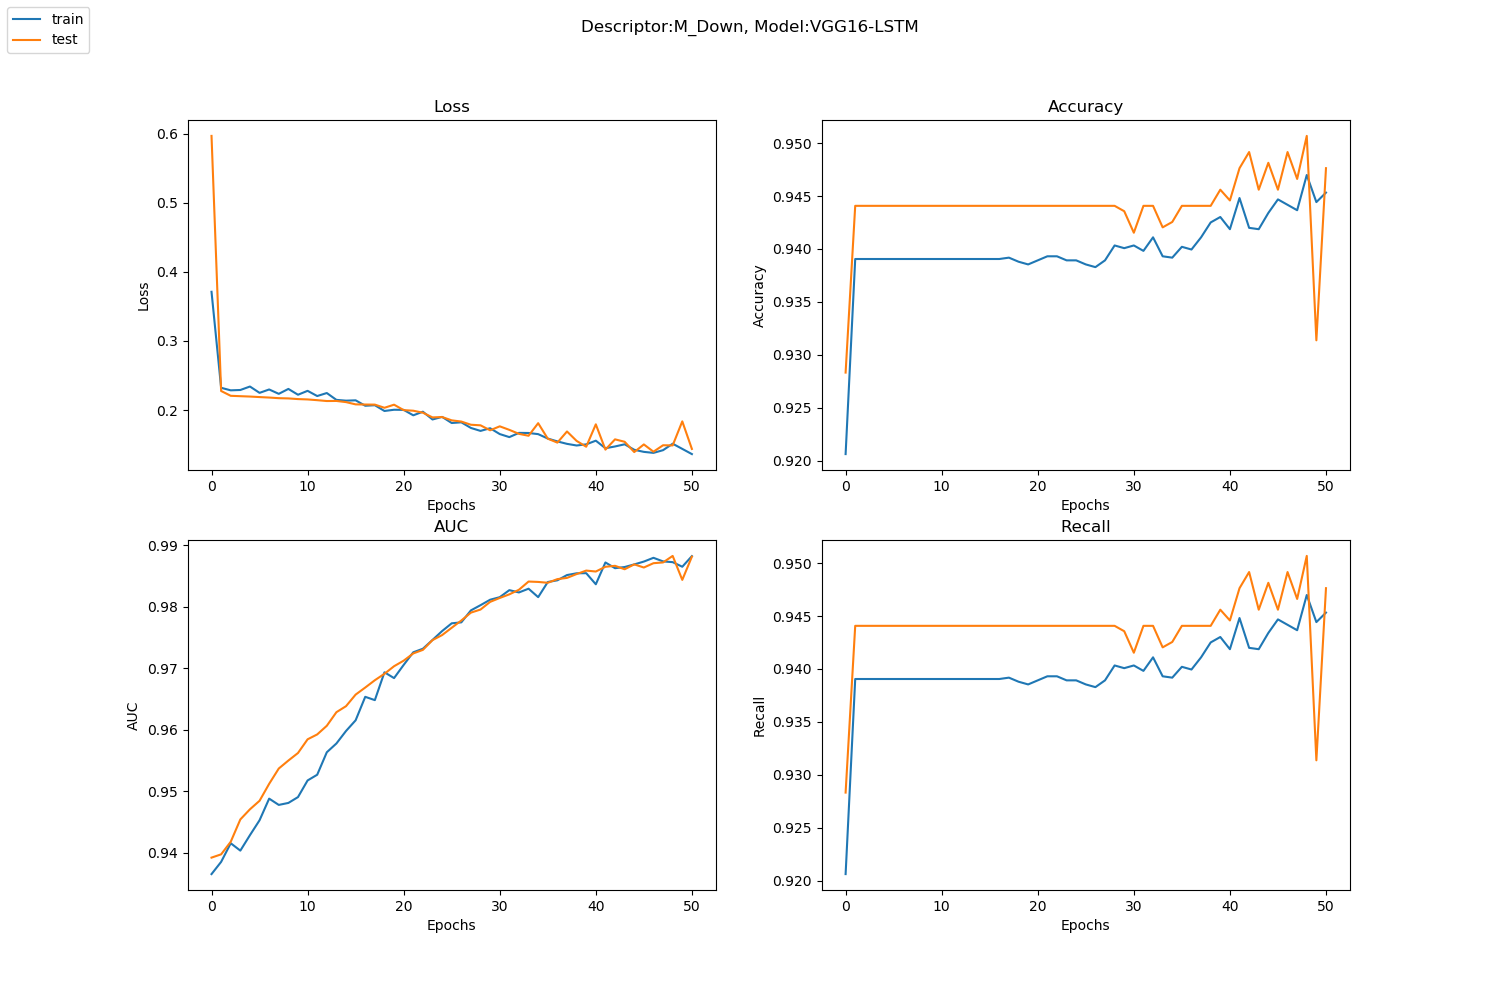 train
test
Descriptor:M_Down, Model:VGG16-LSTM
Loss
0.6
0.5
0.4
0.3
0.2
Loss
0 10 20 30 40 50
Epochs
Accuracy
0.950
0.945
0.940
0.935
0.930
0.925
0.920
Accuracy
0 10 20 30 40 50
Epochs
AUC
0.99
0.98
0.97
0.96
0.95
0.94
AUC
0 10 20 30 40 50
Epochs
Recall
0.950
0.945
0.940
0.935
0.930
0.925
0.920
Recall
0 10 20 30 40 50
Epochs